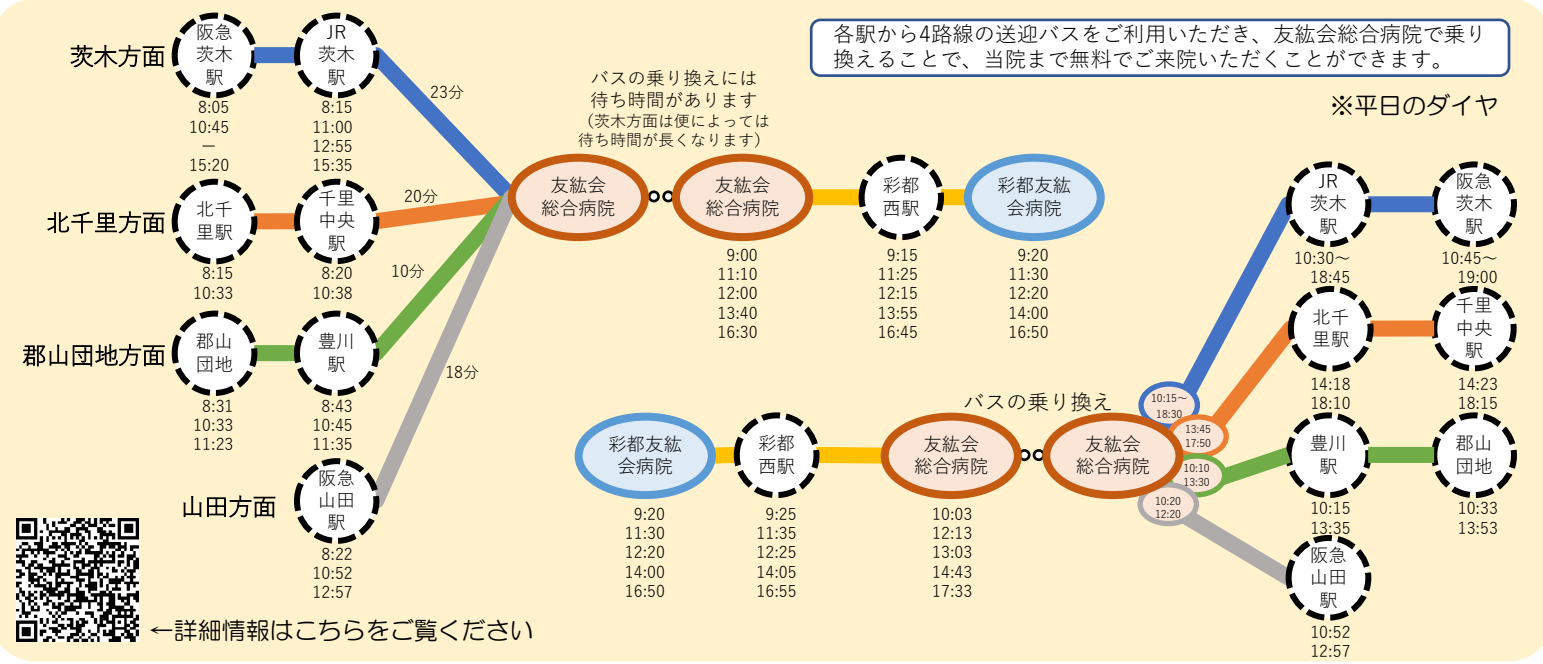 各駅から4路線の送迎バスをご利用いただき、友紘会総合病院で乗り
換えることで、当院まで無料でご来院いただくことができます。
※平日のダイヤ
茨木方面
阪急
茨木
駅
8:05
10:45
ー
15:20
JR
茨木
駅
8:15
11:00
12:55
15:35
23分
北千里方面
北千
里駅
8:15
10:33
千里
中央
駅
8:20
10:38
20分
郡山団地方面
郡山
団地
8:31
10:33
11:23
豊川
駅
8:43
10:45
11:35
10分
山田方面
阪急
山田
駅
8:22
10:52
12:57
18分
←詳細情報はこちらをご覧ください
バスの乗り換えには
待ち時間があります
（茨木方面は便によっては
待ち時間が長くなります）
友紘会
総合病院
友紘会
総合病院
9:00
11:10
12:00
13:40
16:30
彩都
西駅
9:15
11:25
12:15
13:55
16:45
彩都友紘
会病院
9:20
11:30
12:20
14:00
16:50
彩都友紘
会病院
9:20
11:30
12:20
14:00
16:50
彩都
西駅
9:25
11:35
12:25
14:05
16:55
バスの乗り換え
友紘会
総合病院
10:03
12:13
13:03
14:43
17:33
友紘会
総合病院
10:15～
18:30
13:45
17:50
10:10
13:30
10:20
12:20
JR
茨木
駅
10:30～
18:45
阪急
茨木
駅
10:45～
19:00
北千
里駅
14:18
18:10
千里
中央
駅
14:23
18:15
豊川
駅
10:15
13:35
郡山
団地
10:33
13:53
阪急
山田
駅
10:52
12:57